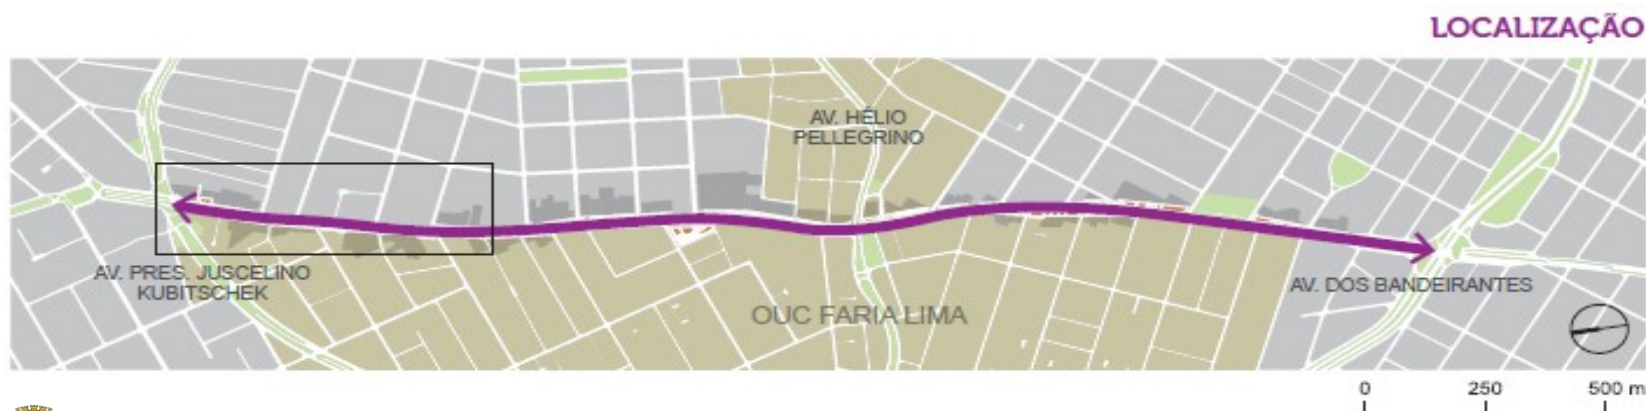 LOCALIZAÇÃO
AV. HÉLIO
PELLEGRINO
AV. PRES. JUSCELINO
KUBITSCHEK
AV. DOS BANDEIRANTES
OUC FARIA LIMA
0 250 500 m